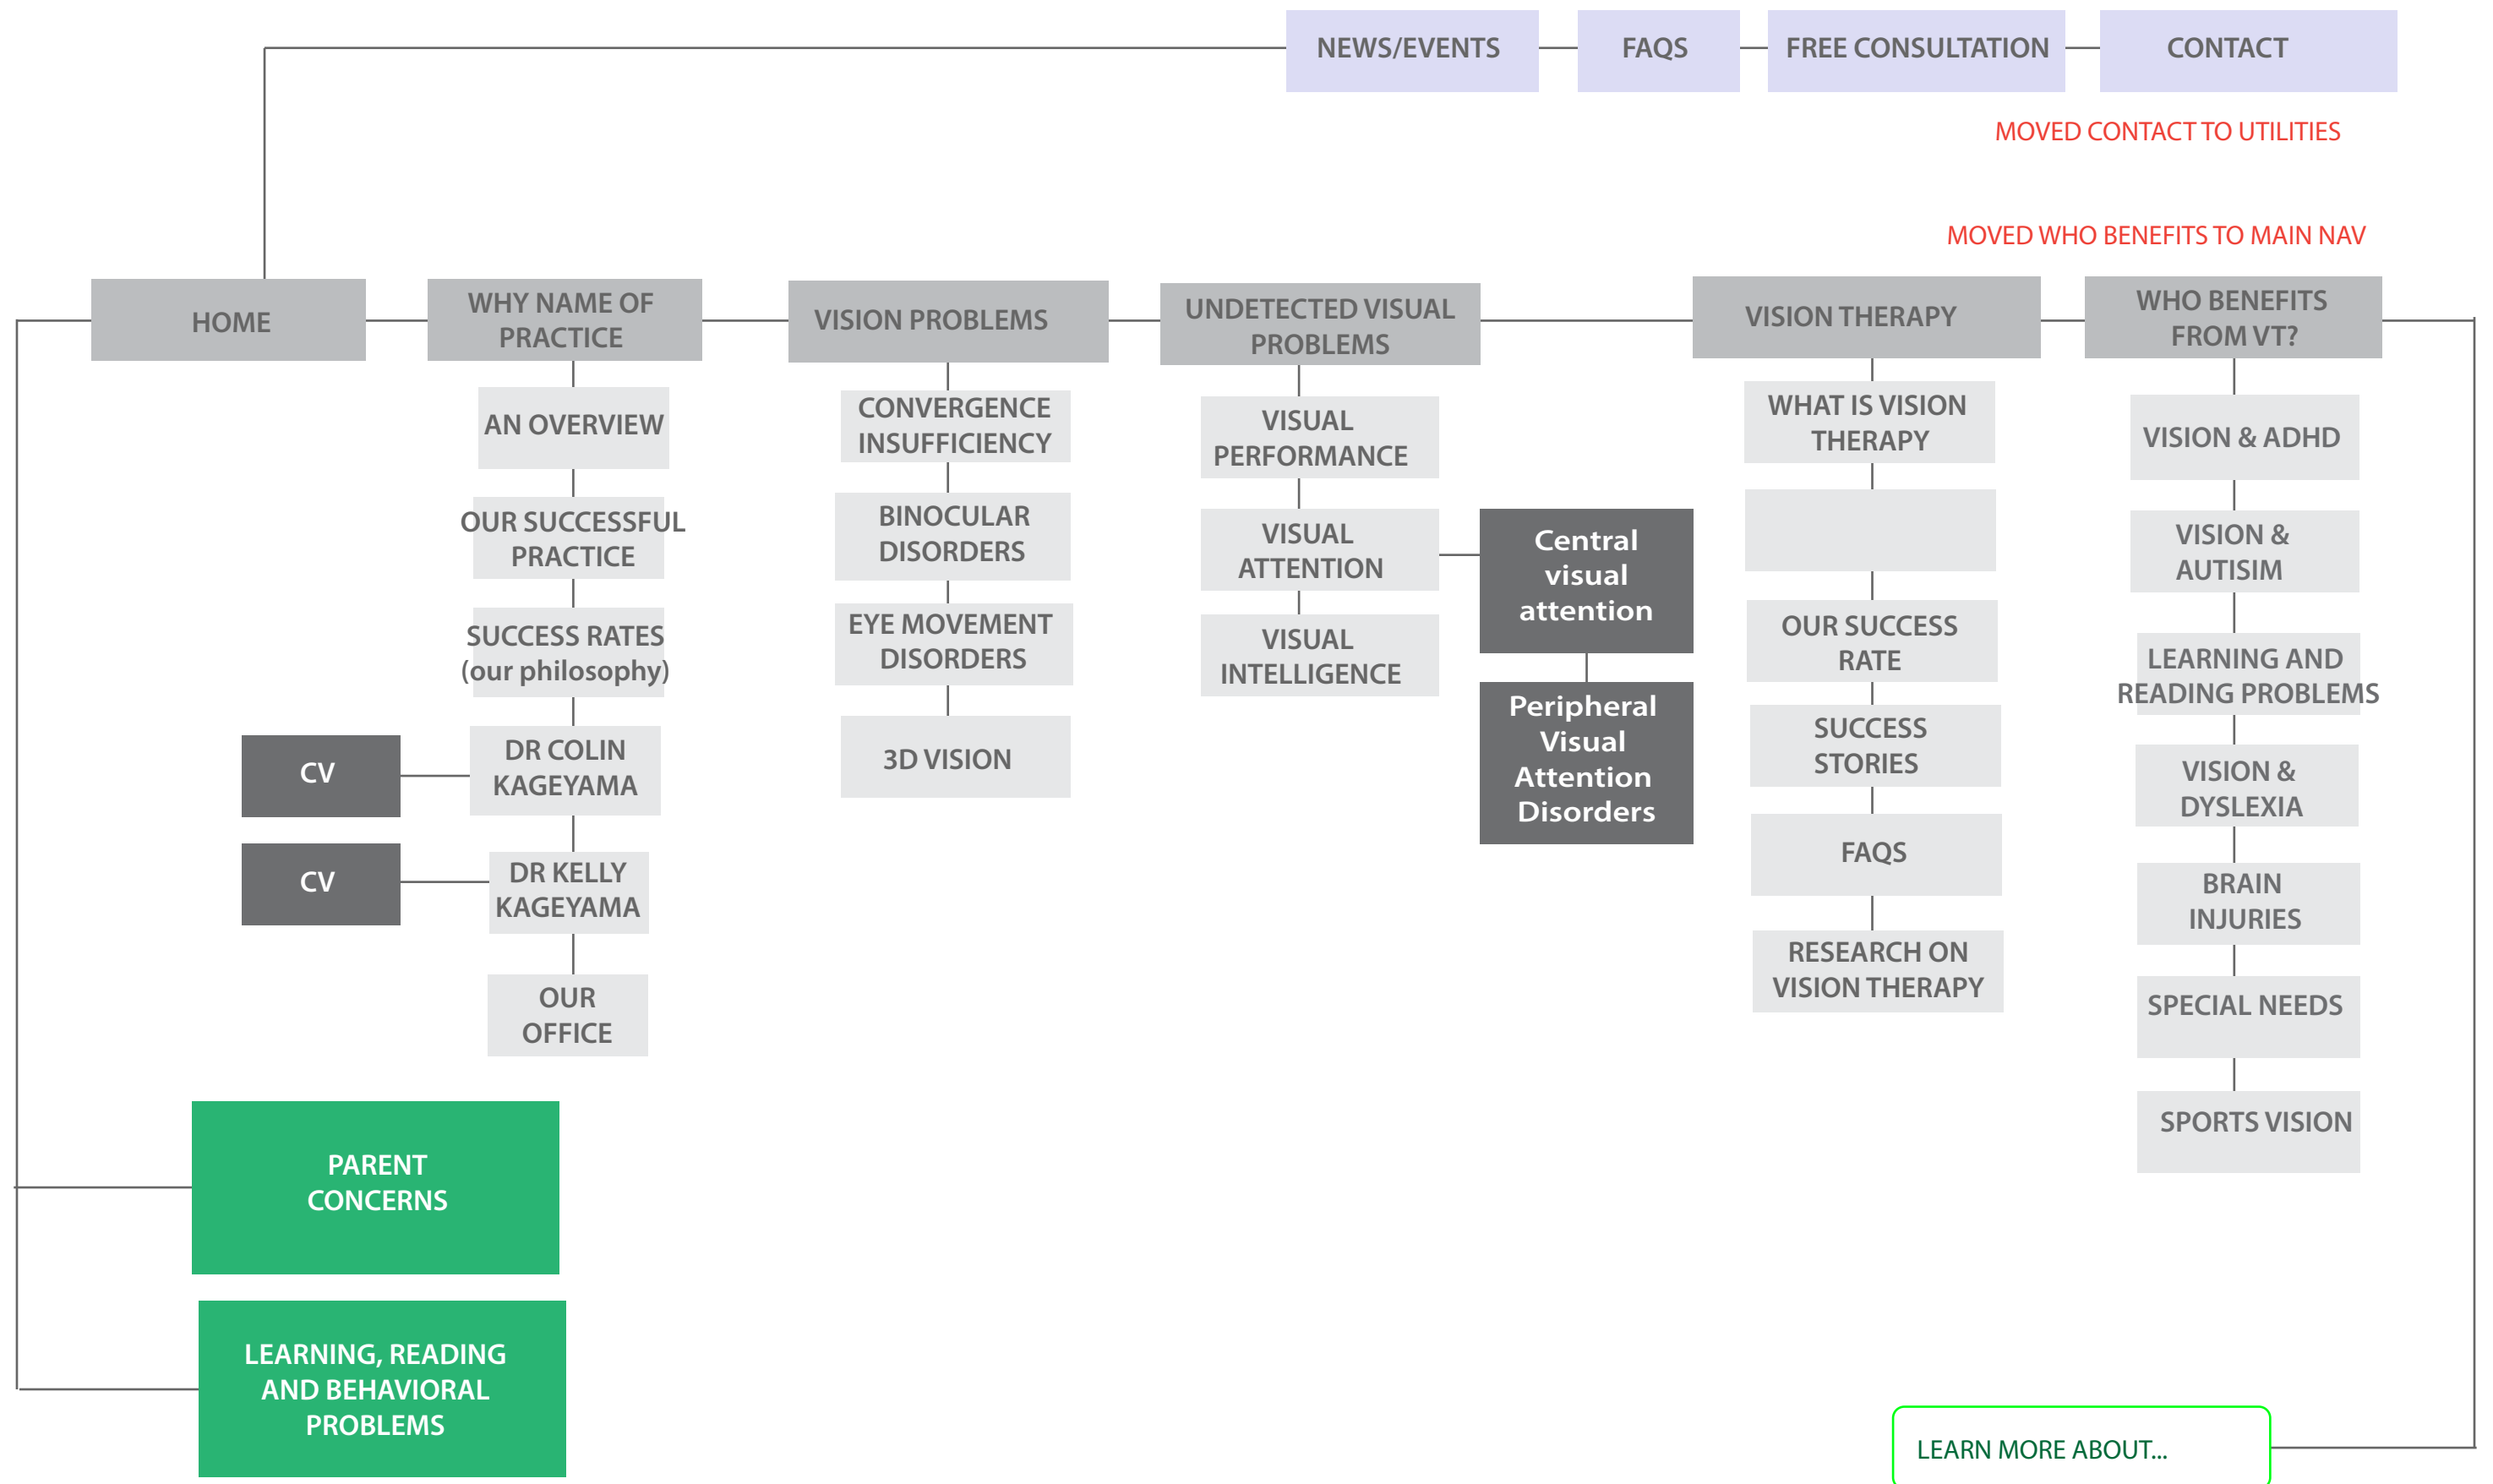 NEWS/EVENTS
FAQS
FREE CONSULTATION
CONTACT
MOVED CONTACT TO UTILITIES
MOVED WHO BENEFITS TO MAIN NAV
HOME
WHY NAME OF
PRACTICE
VISION PROBLEMS
UNDETECTED VISUAL
PROBLEMS
VISION THERAPY
WHO BENEFITS
FROM VT?
AN OVERVIEW
OUR SUCCESSFUL
PRACTICE
SUCCESS RATES
(our philosophy)
DR COLIN
KAGEYAMA
CV
DR KELLY
KAGEYAMA
CV
OUR
OFFICE
CONVERGENCE
INSUFFICIENCY
BINOCULAR
DISORDERS
EYE MOVEMENT
DISORDERS
3D VISION
VISUAL
PERFORMANCE
VISUAL
ATTENTION
VISUAL
INTELLIGENCE
Central
visual
attention
Peripheral
Visual
Attention
Disorders
WHAT IS VISION
THERAPY
OUR SUCCESS
RATE
SUCCESS
STORIES
FAQS
RESEARCH ON
VISION THERAPY
VISION & ADHD
VISION &
AUTISIM
LEARNING AND
READING PROBLEMS
VISION &
DYSLEXIA
BRAIN
INJURIES
SPECIAL NEEDS
SPORTS VISION
PARENT
CONCERNS
LEARNING, READING
AND BEHAVIORAL
PROBLEMS
LEARN MORE ABOUT...